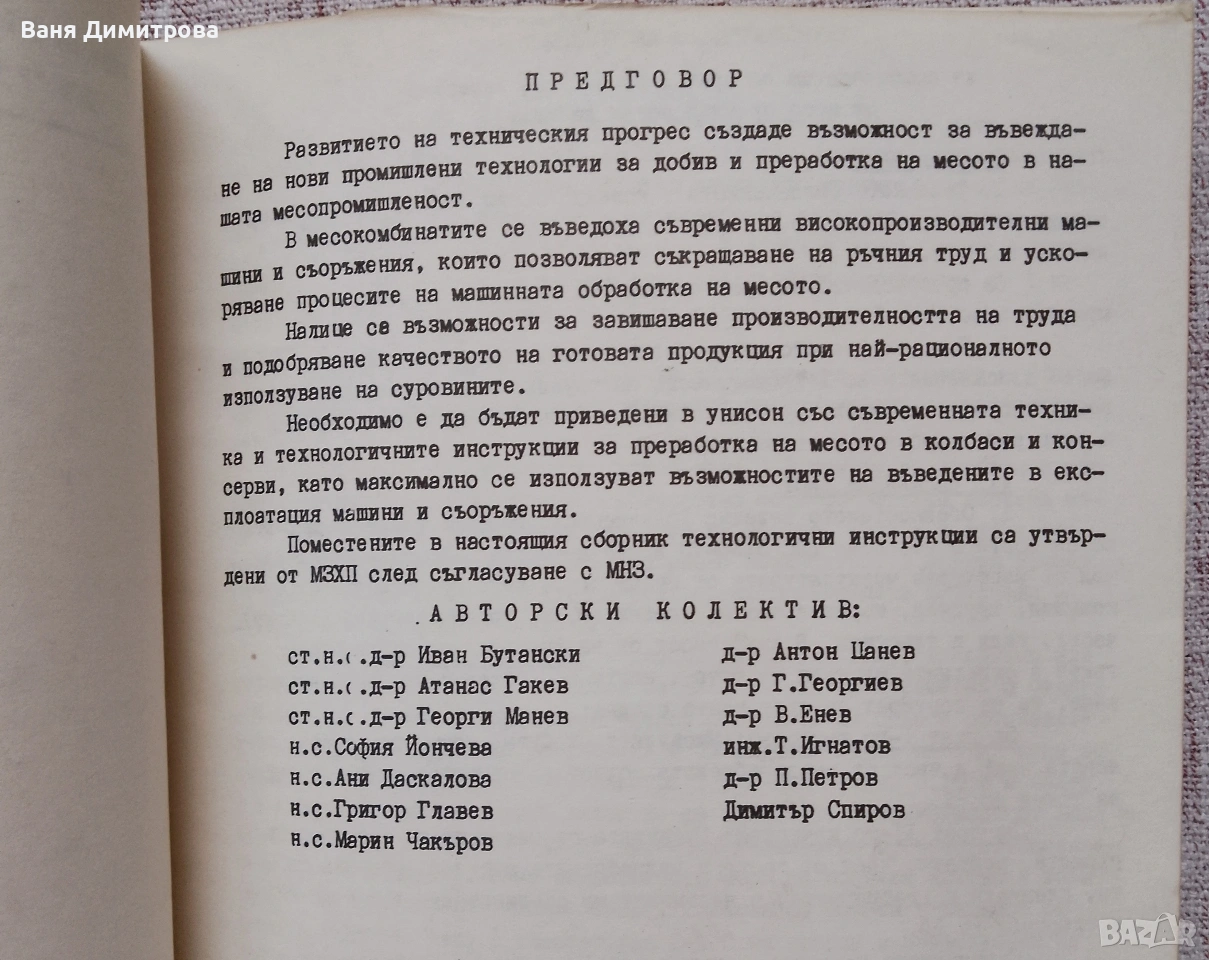 Ваня Димитрова
ПРЕДГОВОР
Развитието на техническия прогрес създаде възможност за въвежда-
не на нови промишлени технологии за добив и преработка на месото в на-
шата месопромишленост.
В месокомбинатите се въведоха съвременни високопроизводителни ма-
шини и съоръжения, които позволяват съкращаване на ръчния труд и уско-
ряване процесите на машинната обработка на месото.
Налице са възможности за завишаване производителността на труда
и подобряване качеството на готовата продукция при най-рационалното
използуване на суровините.
Необходимо е да бъдат приведени в унисон със съвременната техни-
ка и технологичните инструкции за преработка на месото в колбаси и кон-
серви, като максимално се използуват възможностите на въведените в екс-
плоатация машини и съоръжения.
Поместените в настоящия сборник технологични инструкции са утвър-
дени от МЗХП след съгласуване с МНЗ.
АВТОРСКИ КОЛЕКТИВ:
ст.н.с.д-р Иван Бутански
ст.н.с.д-р Атанас Гакев
ст.н.с.д-р Георги Манев
н.с.София Йончева
н.с.Ани Даскалова
н.с.Григор Главев
н.с.Марин Чакъров
д-р Антон Цанев
д-р Г.Георгиев
д-р В.Енев
инж.Т.Игнатов
д-р П.Петров
Димитър Спиров
BAZAR